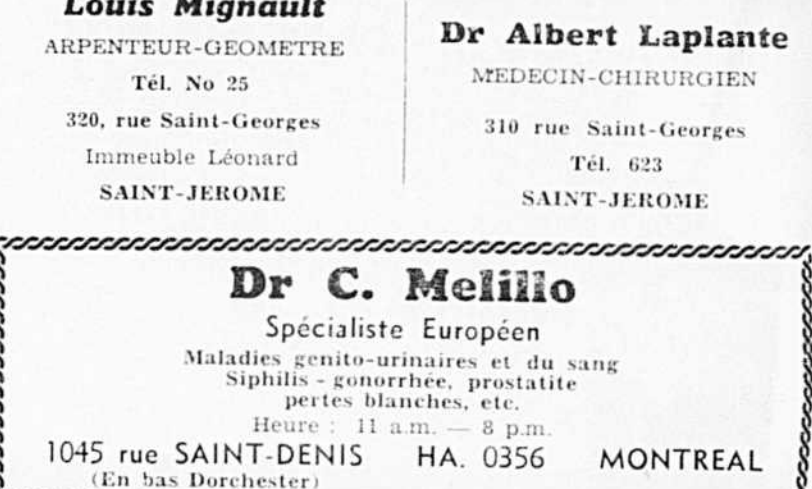 Louis Mignault
ARPENTEUR-GEOMETRE
Tél. No 25
320, rue Saint-Georges
Immeuble Léonard
SAINT-JEROME
Dr Albert Laplante
MEDECIN-CHIRURGIEN
310 rue Saint-Georges
Tél. 623
SAINT-JEROME
Dr C. Melillo
Spécialiste Européen
Maladies genito-urinaires et du sang
Siphilis - gonorrhée, prostatite
pertes blanches, etc.
Heure : 11 a.m. — 8 p.m.
1045 rue SAINT-DENIS HA. 0356 MONTREAL
(En bas Dorchester)